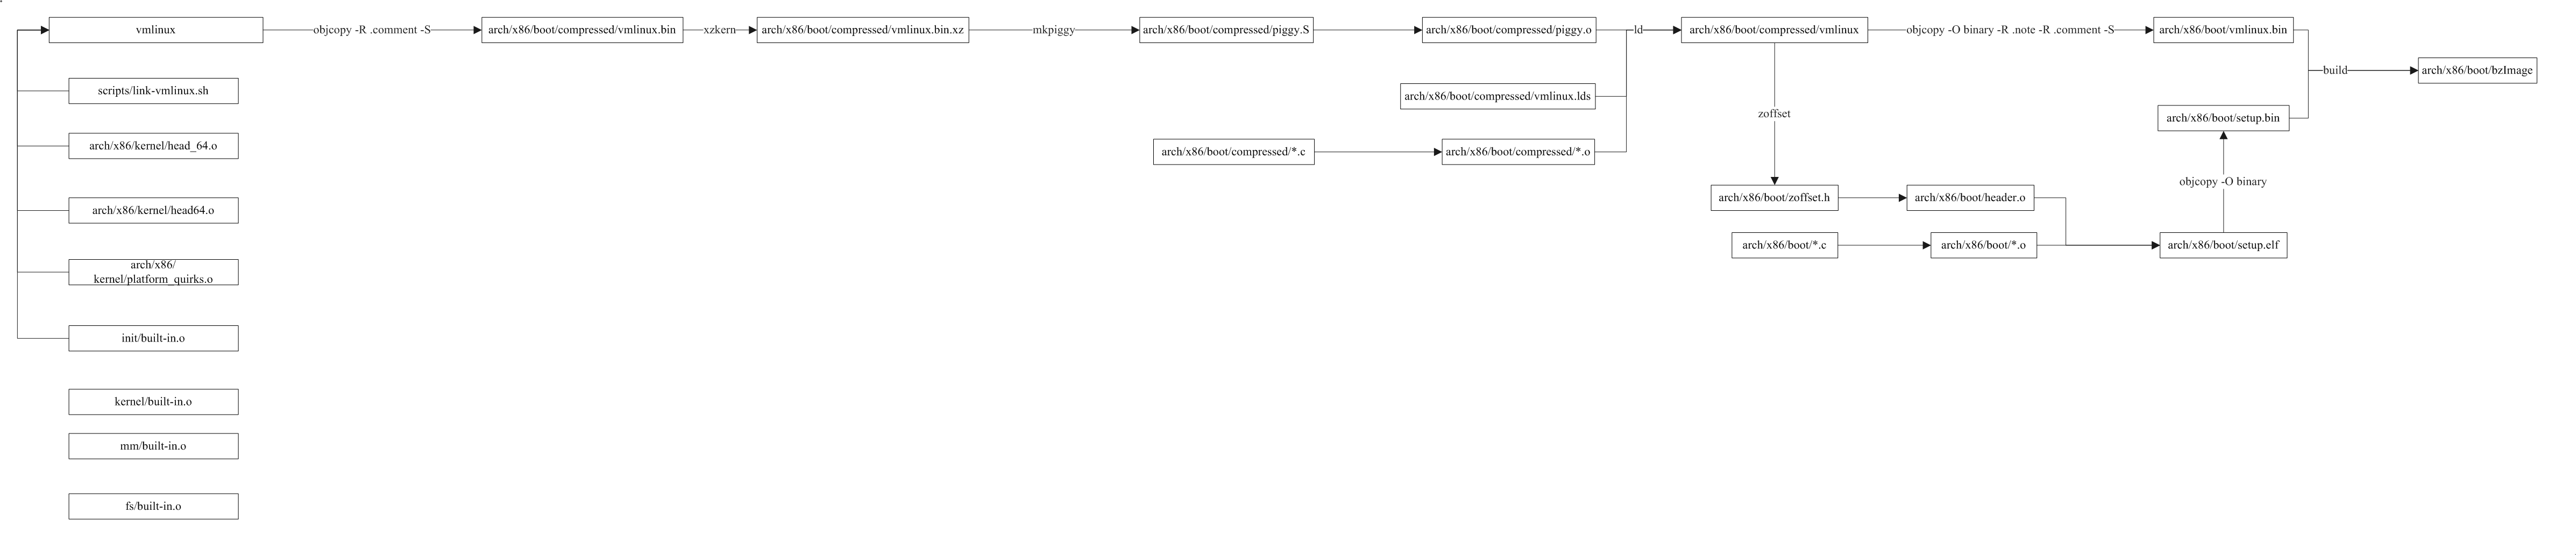 vmlinux
objcopy -R .comment -S
arch/x86/boot/compressed/vmlinux.bin
xzkern
arch/x86/boot/compressed/vmlinux.bin.xz
mkpiggy
arch/x86/boot/compressed/piggy.S
arch/x86/boot/compressed/piggy.o
ld
arch/x86/boot/compressed/vmlinux
objcopy -O binary -R .note -R .comment -S
arch/x86/boot/vmlinux.bin
build
arch/x86/boot/bzImage
scripts/link-vmlinux.sh
arch/x86/boot/compressed/vmlinux.lds
zoffset
arch/x86/boot/setup.bin
arch/x86/kernel/head_64.o
arch/x86/boot/compressed/*.c
arch/x86/boot/compressed/*.o
objcopy -O binary
arch/x86/kernel/head64.o
arch/x86/boot/zoffset.h
arch/x86/boot/header.o
arch/x86/boot/*.c
arch/x86/boot/*.o
arch/x86/boot/setup.elf
arch/x86/
kernel/platform_quirks.o
init/built-in.o
kernel/built-in.o
mm/built-in.o
fs/built-in.o